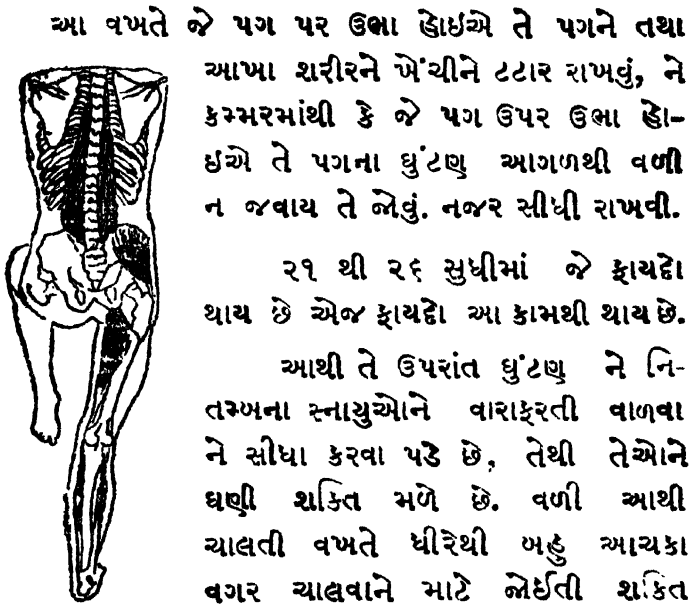 આ વખતે જે પગ પર ઉભા હોઇએ તે પગને તથા
આખા શરીરને ખેંચીને ટટાર રાખવું, ને
કમ્મરમાંથી કે જે પગ ઉપર ઉભા હો-
ઇએ તે પગના ઘુંટણ આગળથી વળી
ન જવાય તે જોવું. નજર સીધી રાખવી.
૨૧ થી ૨૬ સુધીમાં જે ફાયદો
થાય છે એજ ફાયદો આ કામથી થાય છે.
આથી તે ઉપરાંત ઘુંટણ ને નિ-
તમ્બના સ્નાયુઓને વારાફરતી વાળવા
ને સીધા કરવા પડે છે, તેથી તેઓને
ઘણી શક્તિ મળે છે. વળી આથી
ચાલતી વખતે ધીરેથી બહુ આચકા
વગર ચાલવાને માટે જોઈતી શક્તિ